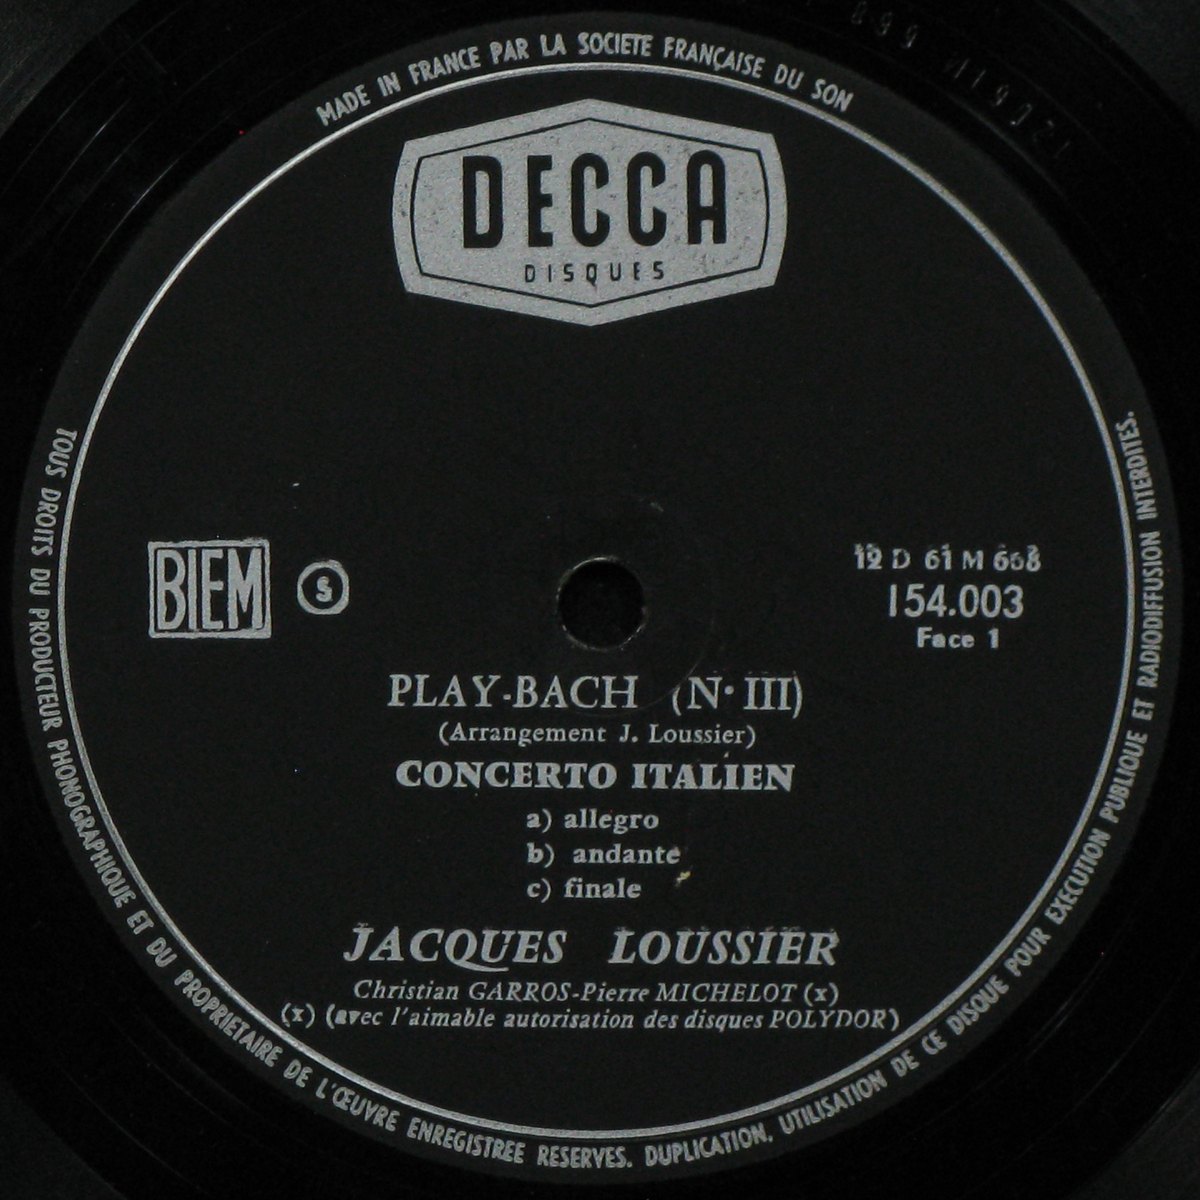 MADE IN FRANCE PAR LA SOCIETE FRANÇAISE DU SON
DECCA
DISQUES
BIEM
S
12 D 61 M 668
154.003
Face 1
PLAY-BACH (N· III)
(Arrangement J. Loussier)
CONCERTO ITALIEN
a) allegro
b) andante
c) finale
JACQUES LOUSSIER
Christian GARROS-Pierre MICHELOT (x)
(x) (avec l'aimable autorisation des disques POLYDOR)
TOUS DROITS DU PRODUCTEUR PHONOGRAPHIQUE ET DU PROPRIETAIRE DE L'ŒUVRE ENREGISTREE RESERVES. DUPLICATION, UTILISATION DE CE DISQUE POUR EXECUTION PUBLIQUE ET RADIODIFFUSION INTERDITES.